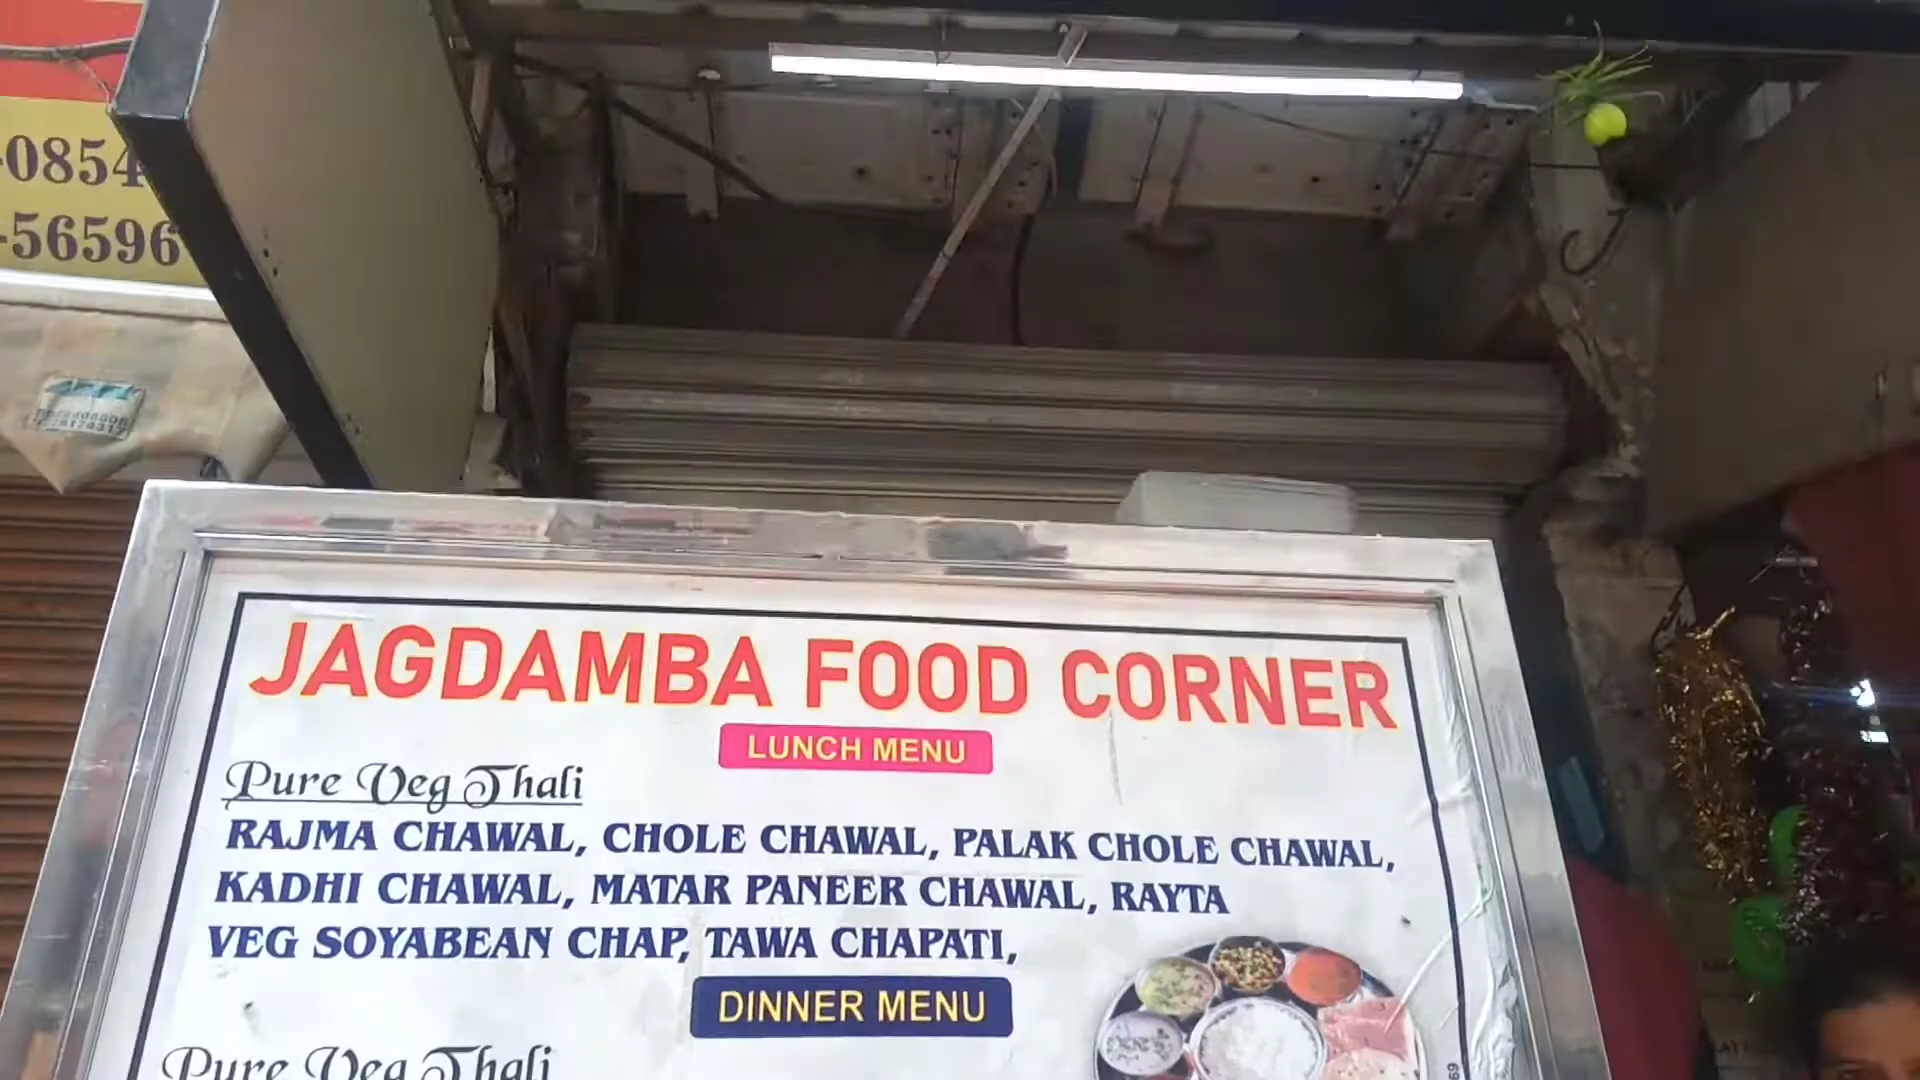 -0854
-56596
JAGDAMBA FOOD CORNER
LUNCH MENU
Pure Veg Thali
RAJMA CHAWAL, CHOLE CHAWAL, PALAK CHOLE CHAWAL,
KADHI CHAWAL, MATAR PANEER CHAWAL, RAYTA
VEG SOYABEAN CHAP, TAWA CHAPATI,
DINNER MENU
Pure Veg Thali
69